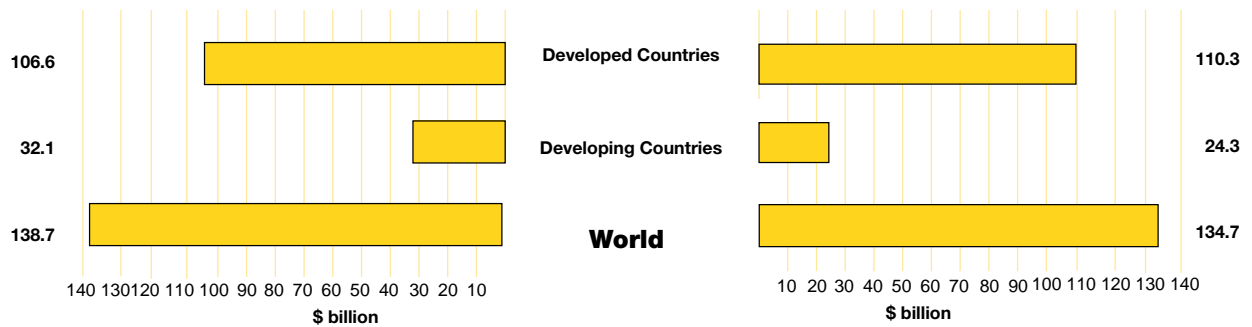 106.6 Developed Countries 110.3
32.1 Developing Countries 24.3
138.7 World 134.7
140 130 120 110 100 90 80 70 60 50 40 30 20 10
10 20 30 40 50 60 70 80 90 100 110 120 130 140
$ billion
$ billion